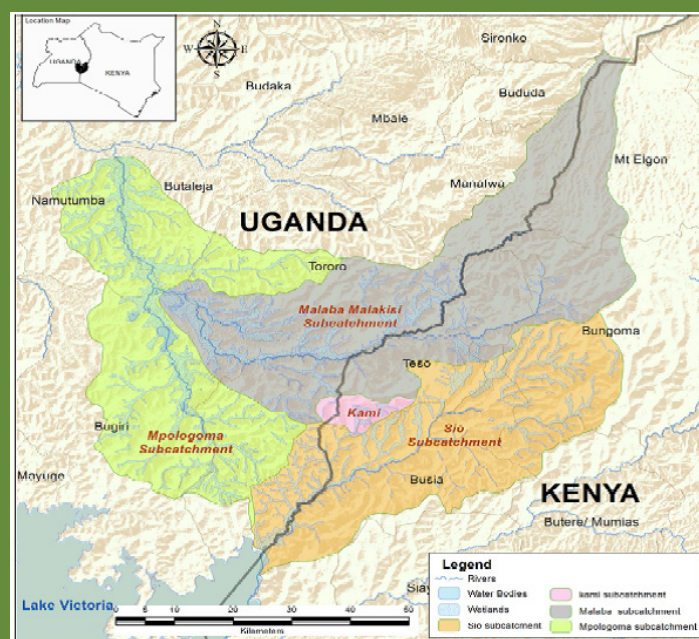 Location Map
UGANDA
KENYA
N
W
E
S
Sironko
Budaka
Bududa
Mbale
Mt Elgon
Manafwa
Butaleja
Namutumba
UGANDA
Tororo
Malaba Malakisi
Subcatchment
Bungoma
Teso
Kami
Sio
Subcatchment
Bugiri
Mpologoma
Subcatchment
Mayuge
Busia
KENYA
Butere/ Mumias
Legend
Rivers
Water Bodies
Wetlands
Sio subcatchment
kami subcatchment
Malaba subcatchment
Mpologoma subcatchment
Siay
Lake Victoria
0 5 10 20 30 40 50
Kilometers